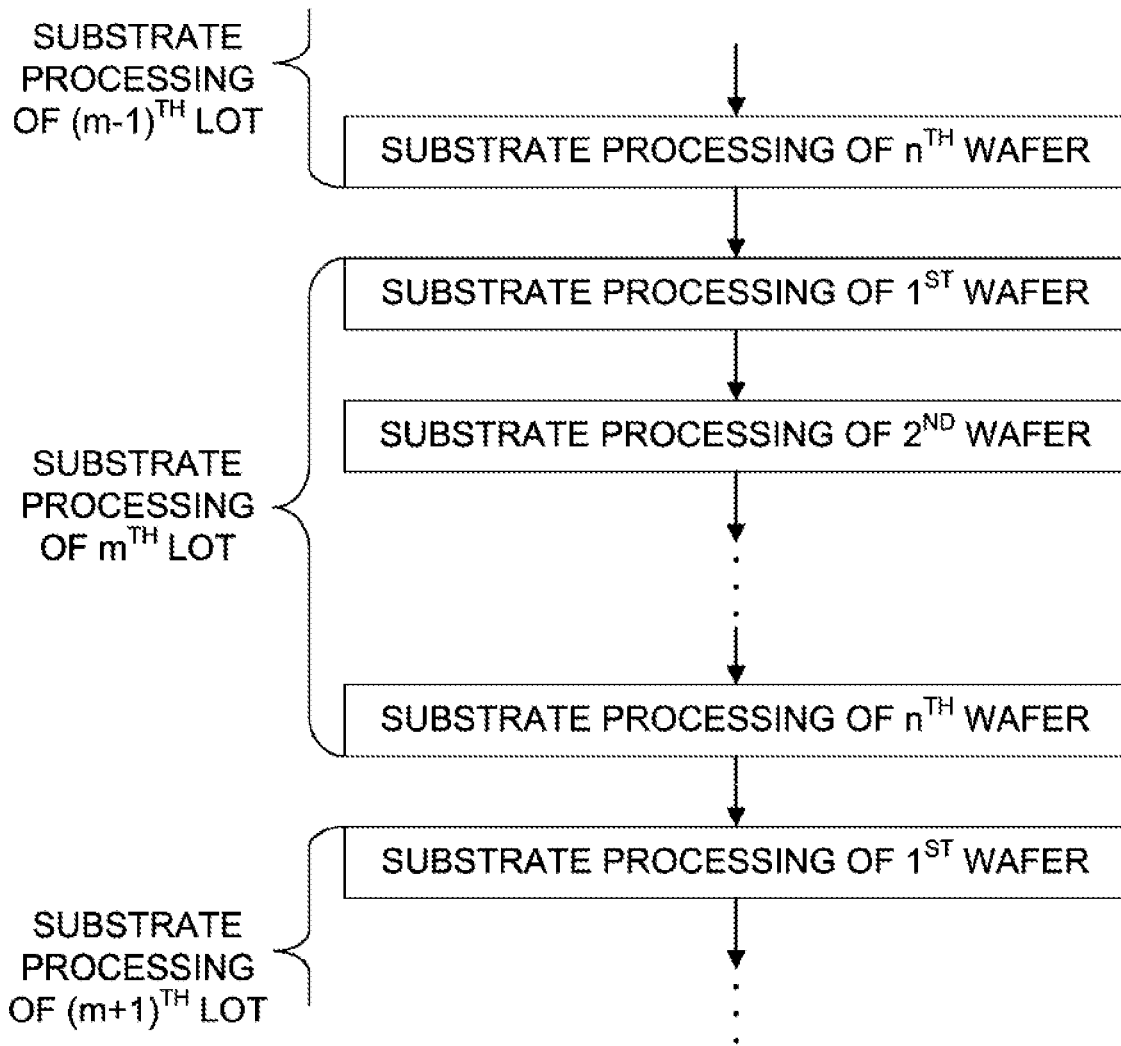 SUBSTRATE
PROCESSING
OF (m-1)TH LOT
SUBSTRATE PROCESSING OF nTH WAFER
SUBSTRATE PROCESSING OF 1ST WAFER
SUBSTRATE PROCESSING OF 2ND WAFER
SUBSTRATE
PROCESSING
OF mTH LOT
SUBSTRATE PROCESSING OF nTH WAFER
SUBSTRATE PROCESSING OF 1ST WAFER
SUBSTRATE
PROCESSING
OF (m+1)TH LOT